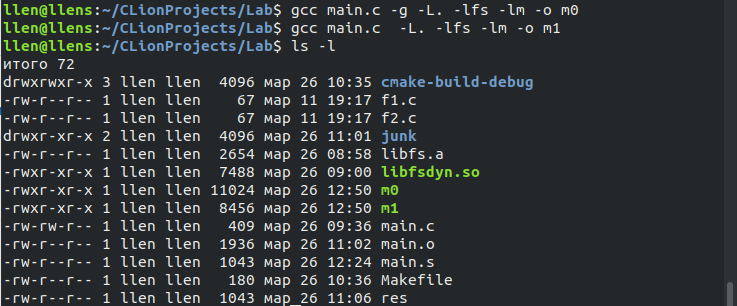 llen@llens:~/CLionProjects/Lab$ gcc main.c -g -L. -lfs -lm -o m0
llen@llens:~/CLionProjects/Lab$ gcc main.c  -L. -lfs -lm -o m1
llen@llens:~/CLionProjects/Lab$ ls -l
итого 72
drwxrwxr-x 3 llen llen  4096 мар 26 10:35 cmake-build-debug
-rw-r--r-- 1 llen llen    67 мар 11 19:17 f1.c
-rw-r--r-- 1 llen llen    67 мар 11 19:17 f2.c
drwxr-xr-x 2 llen llen  4096 мар 26 11:01 junk
-rw-r--r-- 1 llen llen  2654 мар 26 08:58 libfs.a
-rwxr-xr-x 1 llen llen  7488 мар 26 09:00 libfsdyn.so
-rwxr-xr-x 1 llen llen 11024 мар 26 12:50 m0
-rwxr-xr-x 1 llen llen  8456 мар 26 12:50 m1
-rw-rw-r-- 1 llen llen   409 мар 26 09:36 main.c
-rw-r--r-- 1 llen llen  1936 мар 26 11:02 main.o
-rw-r--r-- 1 llen llen  1043 мар 26 12:24 main.s
-rw-r--r-- 1 llen llen   180 мар 26 10:36 Makefile
-rw-r--r-- 1 llen llen  1043 мар 26 11:06 res